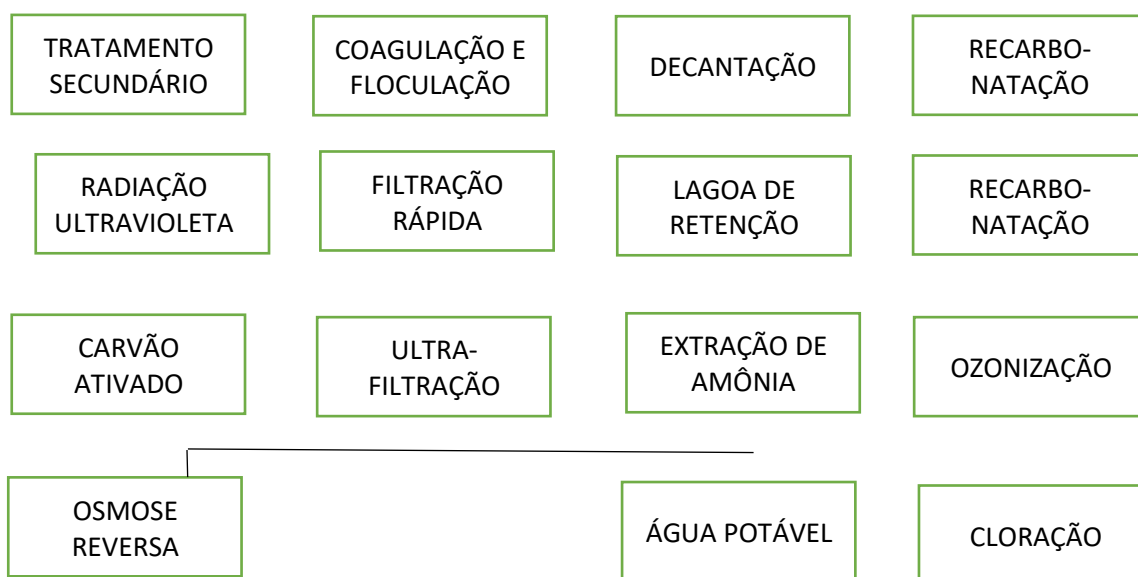 TRATAMENTO
SECUNDÁRIO
COAGULAÇÃO E
FLOCULAÇÃO
DECANTAÇÃO
RECARBO-
NATAÇÃO
RADIAÇÃO
ULTRAVIOLETA
FILTRAÇÃO
RÁPIDA
LAGOA DE
RETENÇÃO
RECARBO-
NATAÇÃO
CARVÃO
ATIVADO
ULTRA-
FILTRAÇÃO
EXTRAÇÃO DE
AMÔNIA
OZONIZAÇÃO
OSMOSE
REVERSA
ÁGUA POTÁVEL
CLORAÇÃO